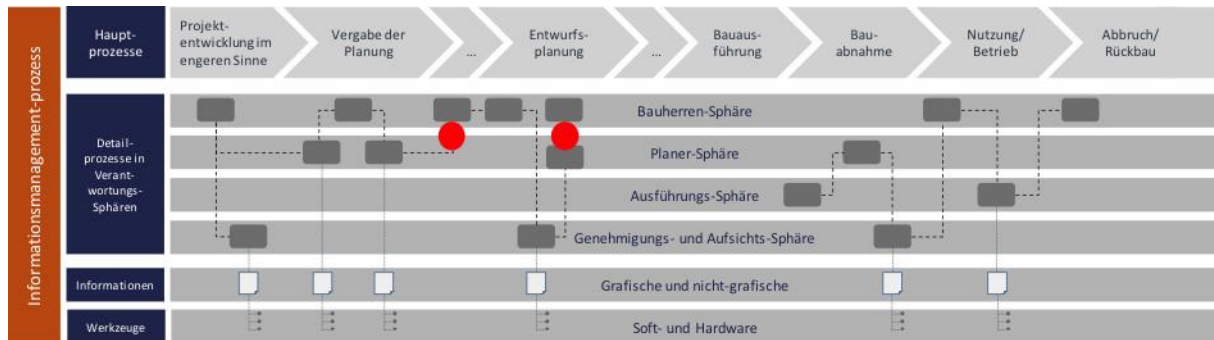 Informationsmanagement-prozess
Haupt-
prozesse
Projekt-
entwicklung im
engeren Sinne
Vergabe der
Planung
...
Entwurfs-
planung
...
Bauaus-
führung
Bau-
abnahme
Nutzung/
Betrieb
Abbruch/
Rückbau
Detail-
prozesse in
Verant-
wortungs-
Sphären
Bauherren-Sphäre
Planer-Sphäre
Ausführungs-Sphäre
Genehmigungs- und Aufsichts-Sphäre
Informationen
Grafische und nicht-grafische
Werkzeuge
Soft- und Hardware